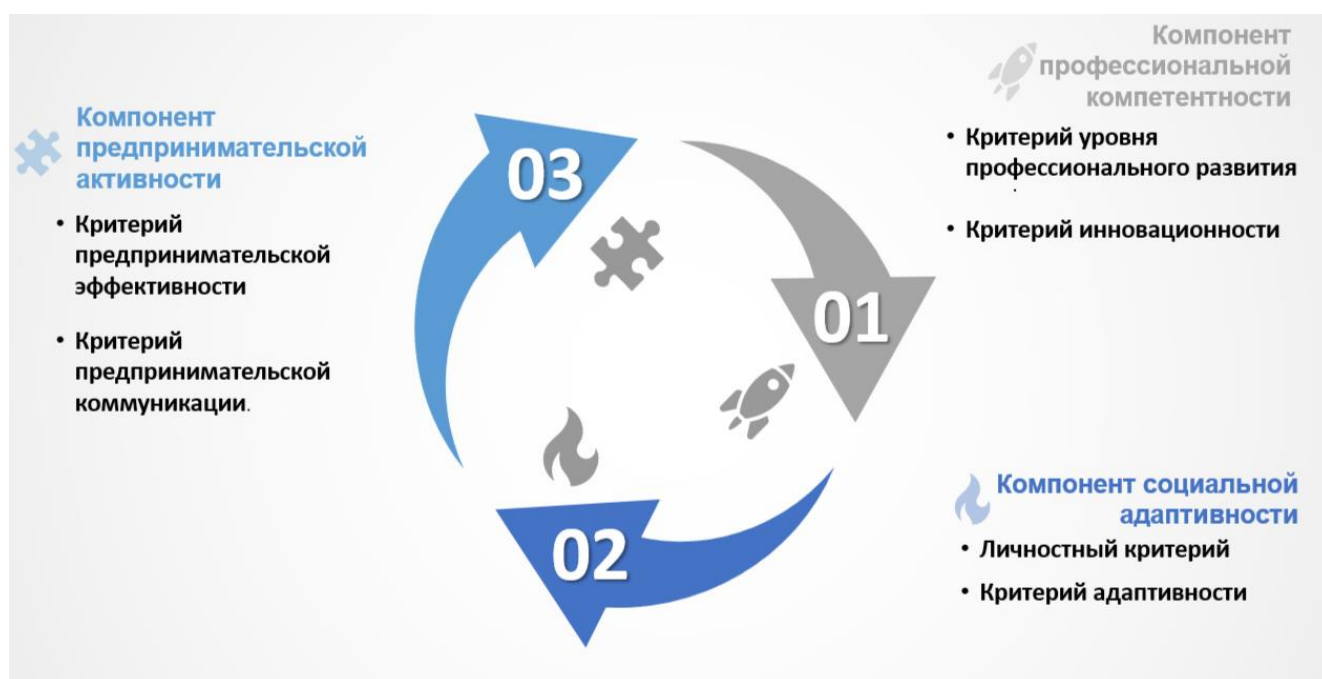 Компонент
профессиональной
компетентности
• Критерий уровня
профессионального развития
• Критерий инновационности
01
Компонент социальной
адаптивности
• Личностный критерий
• Критерий адаптивности
02
Компонент
предпринимательской
активности
• Критерий
предпринимательской
эффективности
• Критерий
предпринимательской
коммуникации.
03